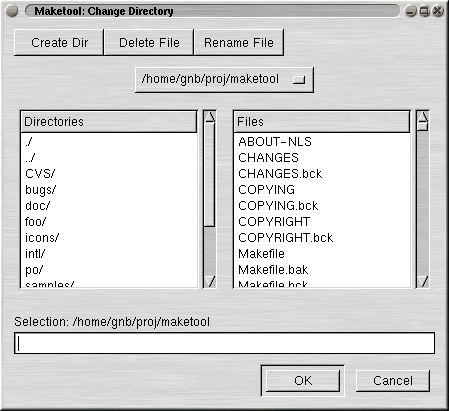 Maketool: Change Directory
Create Dir Delete File Rename File
/home/gnb/proj/maketool
Directories
./
../
CVS/
bugs/
doc/
foo/
icons/
intl/
po/
samples/
Files
ABOUT-NLS
CHANGES
CHANGES.bck
COPYING
COPYING.bck
COPYRIGHT
COPYRIGHT.bck
Makefile
Makefile.bak
Makefile.bck
Selection: /home/gnb/proj/maketool
OK Cancel